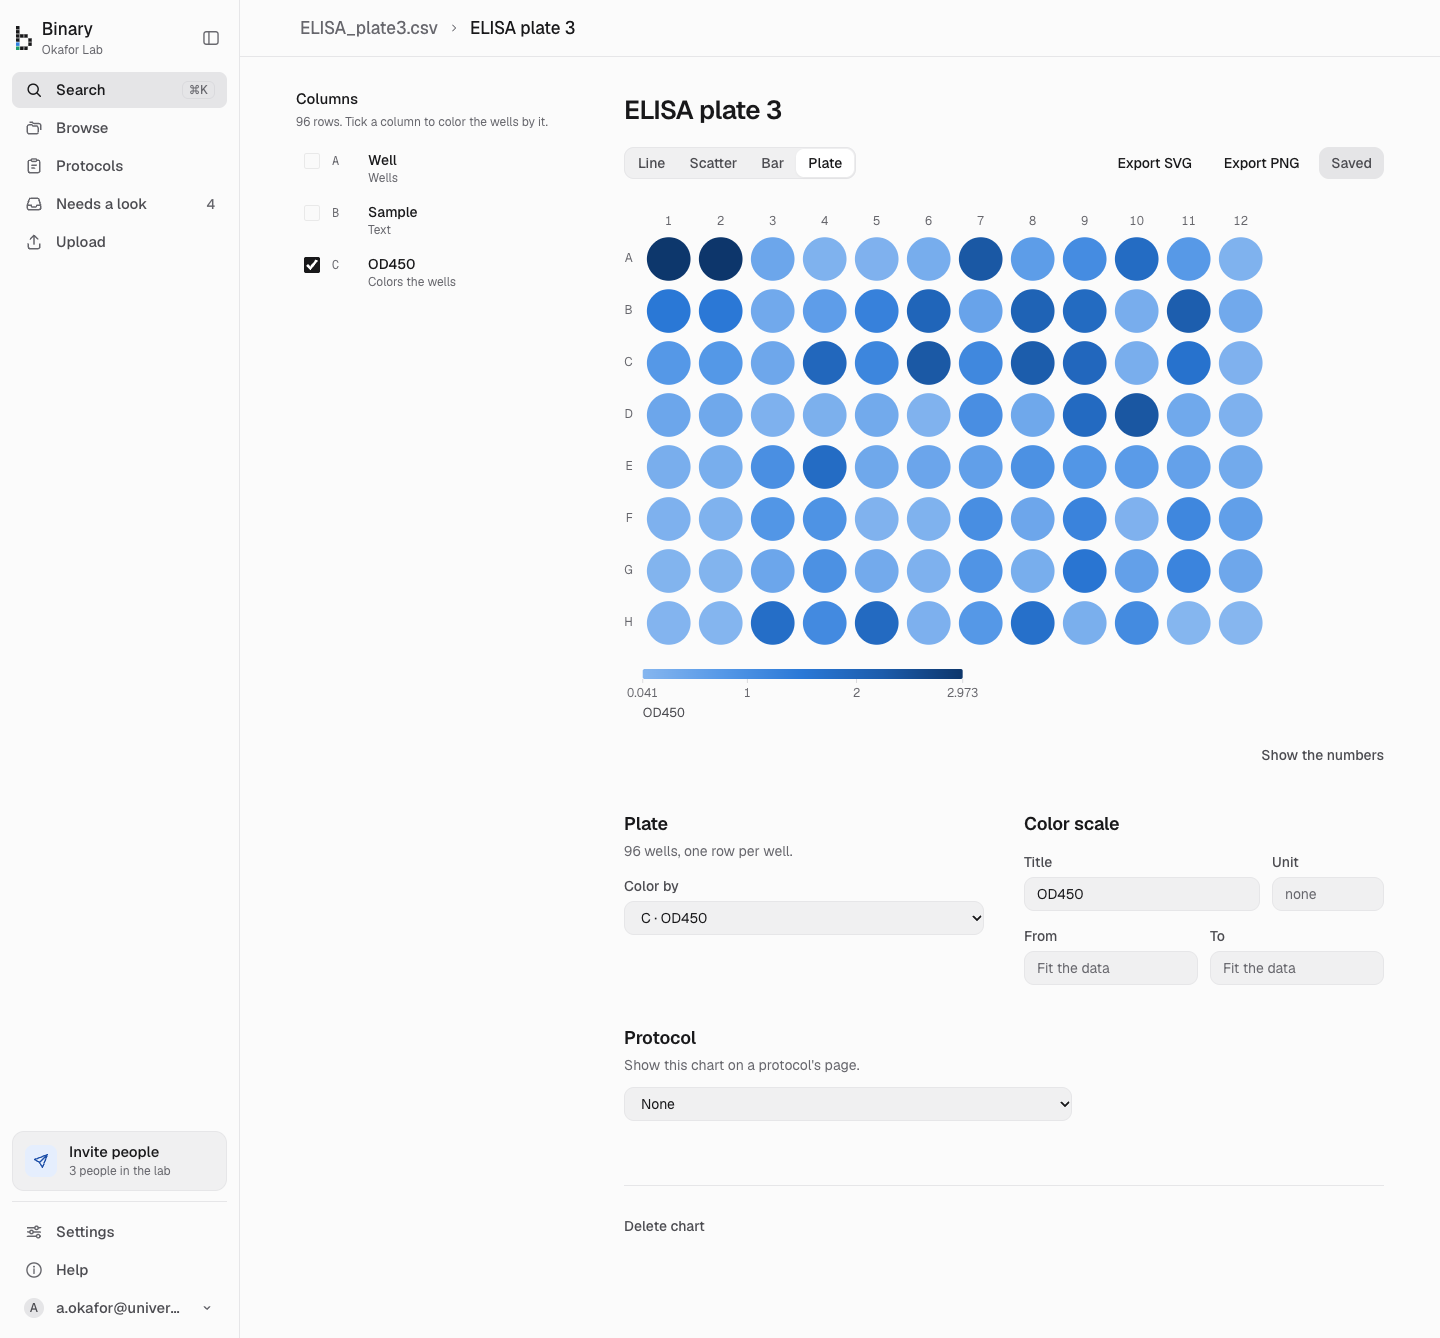 Binary
Okafor Lab
Search ⌘K
Browse
Protocols
Needs a look 4
Upload
Invite people
3 people in the lab
Settings
Help
A a.okafor@univer...
ELISA_plate3.csv › ELISA plate 3
Columns
96 rows. Tick a column to color the wells by it.
A Well
Wells
B Sample
Text
C OD450
Colors the wells
ELISA plate 3
Line Scatter Bar Plate
Export SVG Export PNG Saved
1 2 3 4 5 6 7 8 9 10 11 12
A
B
C
D
E
F
G
H
0.041 1 2 2.973
OD450
Show the numbers
Plate
96 wells, one row per well.
Color by
C · OD450
Color scale
Title Unit
OD450 none
From To
Fit the data Fit the data
Protocol
Show this chart on a protocol's page.
None
Delete chart